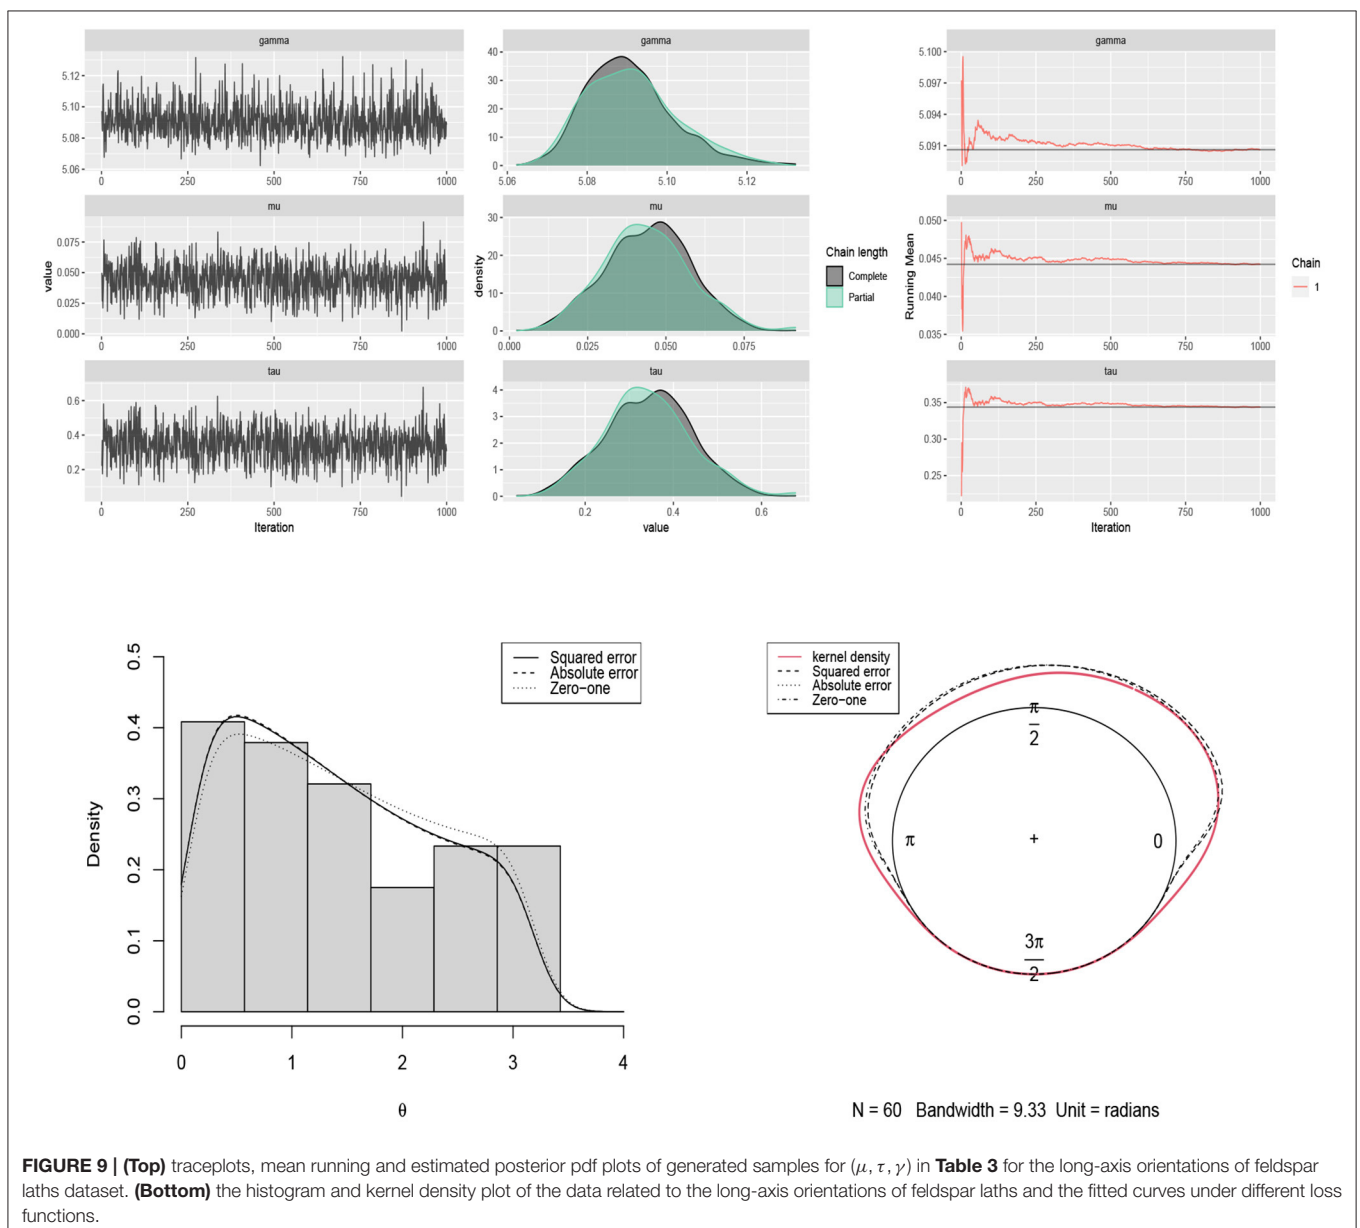 gamma
5.12
5.10
5.08
5.06
0 250 500 750 1000
mu
0.075
0.050
0.025
0.000
value
0 250 500 750 1000
tau
0.6
0.4
0.2
0 250 500 750 1000
Iteration
gamma
40
30
20
10
0
5.06 5.08 5.10 5.12
mu
30
20
10
0
density
0.000 0.025 0.050 0.075
tau
4
3
2
1
0
0.2 0.4 0.6
value
Chain length
Complete
Partial
gamma
5.100
5.097
5.094
5.091
0 250 500 750 1000
mu
0.050
0.045
0.040
0.035
Running Mean
0 250 500 750 1000
tau
0.35
0.30
0.25
0 250 500 750 1000
Iteration
Chain
1
Squared error
Absolute error
Zero−one
0.5
0.4
0.3
0.2
0.1
0.0
Density
0 1 2 3 4
θ
kernel density
Squared error
Absolute error
Zero−one
π
2
π
+
0
3π
2
N = 60 Bandwidth = 9.33 Unit = radians
FIGURE 9 | (Top) traceplots, mean running and estimated posterior pdf plots of generated samples for (μ, τ, γ) in Table 3 for the long-axis orientations of feldspar
laths dataset. (Bottom) the histogram and kernel density plot of the data related to the long-axis orientations of feldspar laths and the fitted curves under different loss
functions.